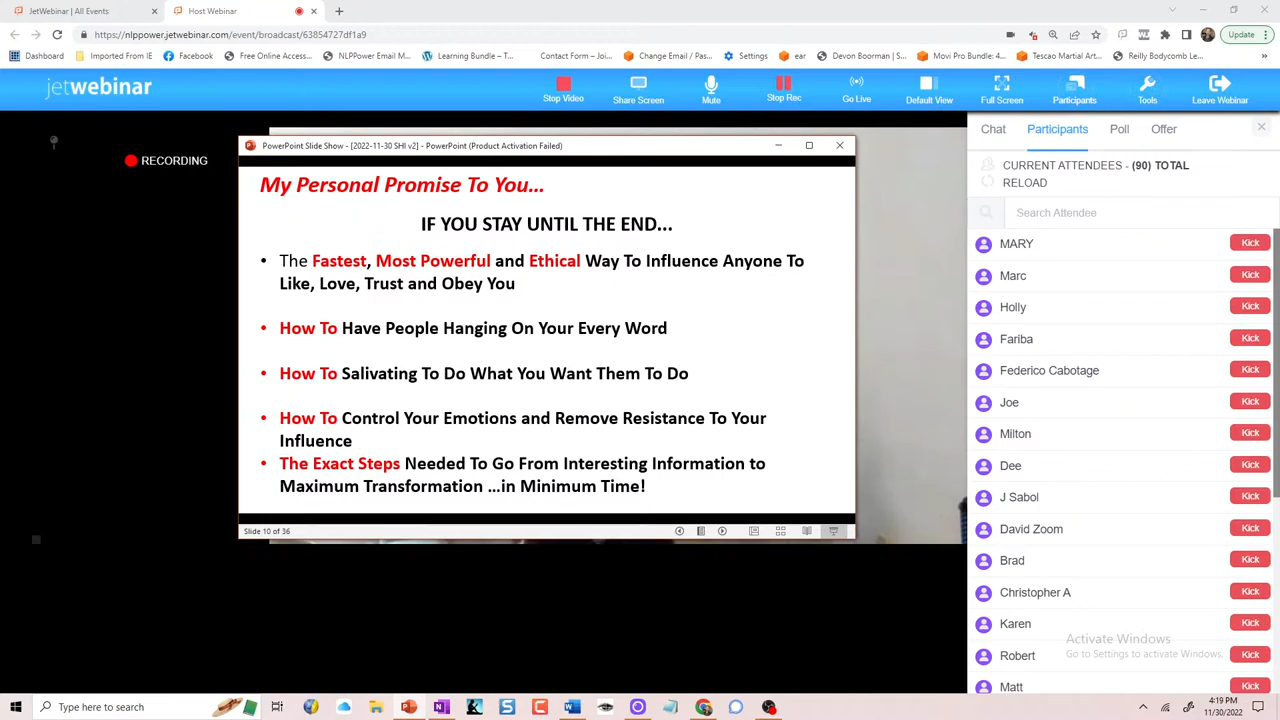 JetWebinar | All Events
Host Webinar
https://nlppower.jetwebinar.com/event/broadcast/63854727df1a9
Update
Dashboard
Imported From IE
Facebook
Free Online Access...
NLPPower Email M...
Learning Bundle – T...
Contact Form – Joi...
Change Email / Pas...
Settings
ear
Devon Boorman | S...
Movi Pro Bundle: 4...
Tescao Martial Art...
Reilly Bodycomb Le...
»
jetwebinar
Stop Video
Share Screen
Mute
Stop Rec
Go Live
Default View
Full Screen
Participants
Tools
Leave Webinar
RECORDING
PowerPoint Slide Show - [2022-11-30 SHI v2] - PowerPoint (Product Activation Failed)
My Personal Promise To You...
IF YOU STAY UNTIL THE END...
• The Fastest, Most Powerful and Ethical Way To Influence Anyone To
Like, Love, Trust and Obey You
• How To Have People Hanging On Your Every Word
• How To Salivating To Do What You Want Them To Do
• How To Control Your Emotions and Remove Resistance To Your
Influence
• The Exact Steps Needed To Go From Interesting Information to
Maximum Transformation ...in Minimum Time!
Slide 10 of 36
Chat
Participants
Poll
Offer
CURRENT ATTENDEES - (90) TOTAL
RELOAD
Search Attendee
MARY Kick
Marc Kick
Holly Kick
Fariba Kick
Federico Cabotage Kick
Joe Kick
Milton Kick
Dee Kick
J Sabol Kick
David Zoom Kick
Brad Kick
Christopher A Kick
Karen Kick
Robert Kick
Matt Kick
Activate Windows
Go to Settings to activate Windows.
Type here to search
4:19 PM
11/30/2022